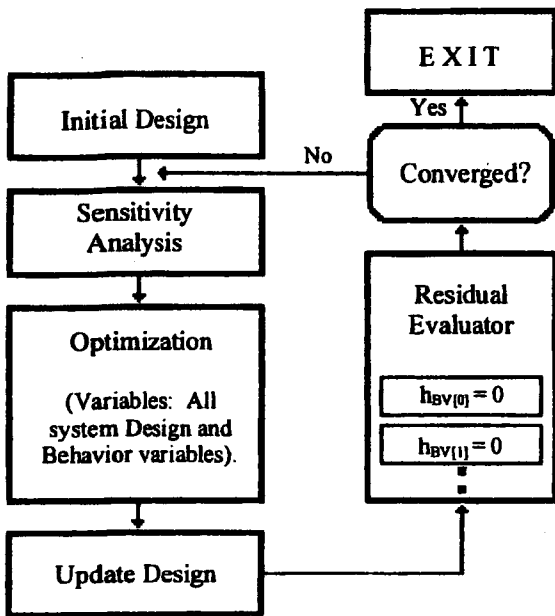 Initial Design
Sensitivity
Analysis
Optimization
(Variables: All
system Design and
Behavior variables).
Update Design
Residual
Evaluator
h_BV[0] = 0
h_BV[1] = 0
Converged?
No
Yes
EXIT